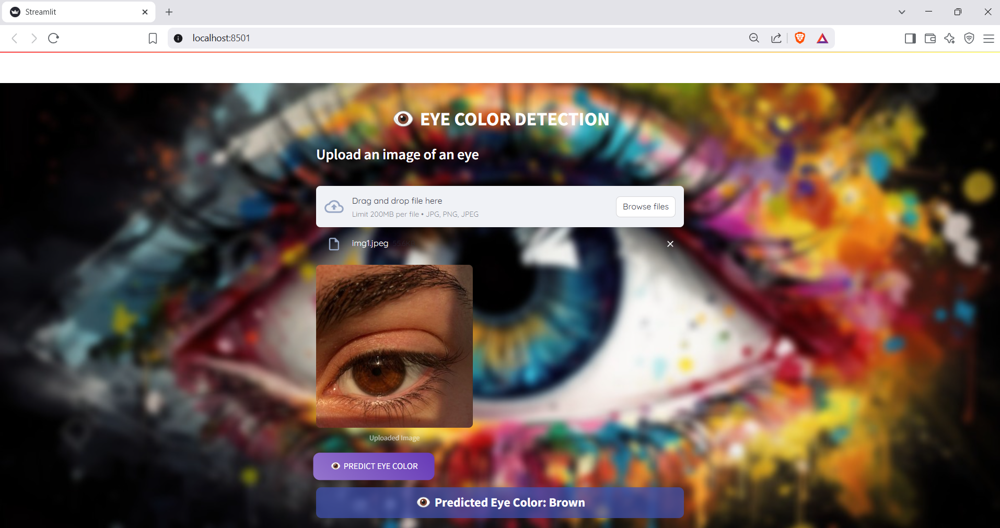 Streamlit
localhost:8501
EYE COLOR DETECTION
Upload an image of an eye
Drag and drop file here
Limit 200MB per file • JPG, PNG, JPEG
Browse files
img1.jpeg
Uploaded Image
PREDICT EYE COLOR
Predicted Eye Color: Brown